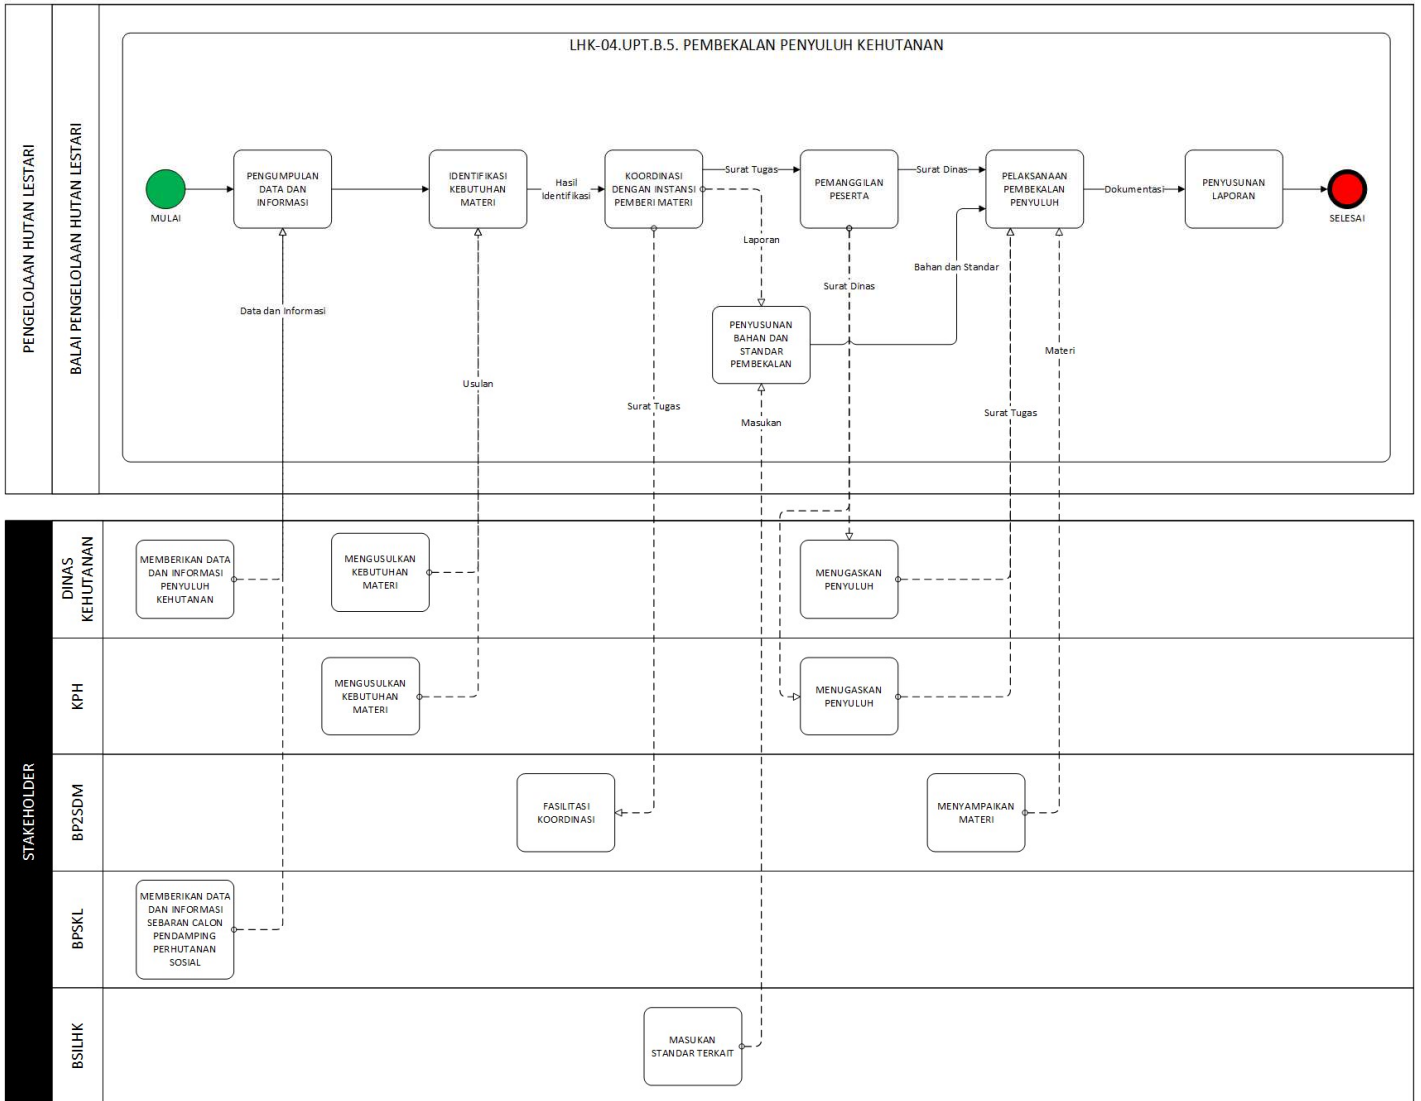 LHK-04.UPT.B.5. PEMBEKALAN PENYULUH KEHUTANAN
PENGELOLAAN HUTAN LESTARI
BALAI PENGELOLAAN HUTAN LESTARI
MULAI
PENGUMPULAN
DATA DAN
INFORMASI
IDENTIFIKASI
KEBUTUHAN
MATERI
Hasil
Identifikasi
KOORDINASI
DENGAN INSTANSI
PEMBERI MATERI
Surat Tugas
PEMANGGILAN
PESERTA
Surat Dinas
PELAKSANAAN
PEMBEKALAN
PENYULUH
Dokumentasi
PENYUSUNAN
LAPORAN
SELESAI
Laporan
Bahan dan Standar
Surat Dinas
Data dan Informasi
PENYUSUNAN
BAHAN DAN
STANDAR
PEMBEKALAN
Materi
Usulan
Surat Tugas
Surat Tugas
Masukan
STAKEHOLDER
DINAS
KEHUTANAN
MEMBERIKAN DATA
DAN INFORMASI
PENYULUH
KEHUTANAN
MENGUSULKAN
KEBUTUHAN
MATERI
MENUGASKAN
PENYULUH
KPH
MENGUSULKAN
KEBUTUHAN
MATERI
MENUGASKAN
PENYULUH
BP2SDM
FASILITASI
KOORDINASI
MENYAMPAIKAN
MATERI
BPSKL
MEMBERIKAN DATA
DAN INFORMASI
SEBARAN CALON
PENDAMPING
PERHUTANAN
SOSIAL
BSILHK
MASUKAN
STANDAR TERKAIT